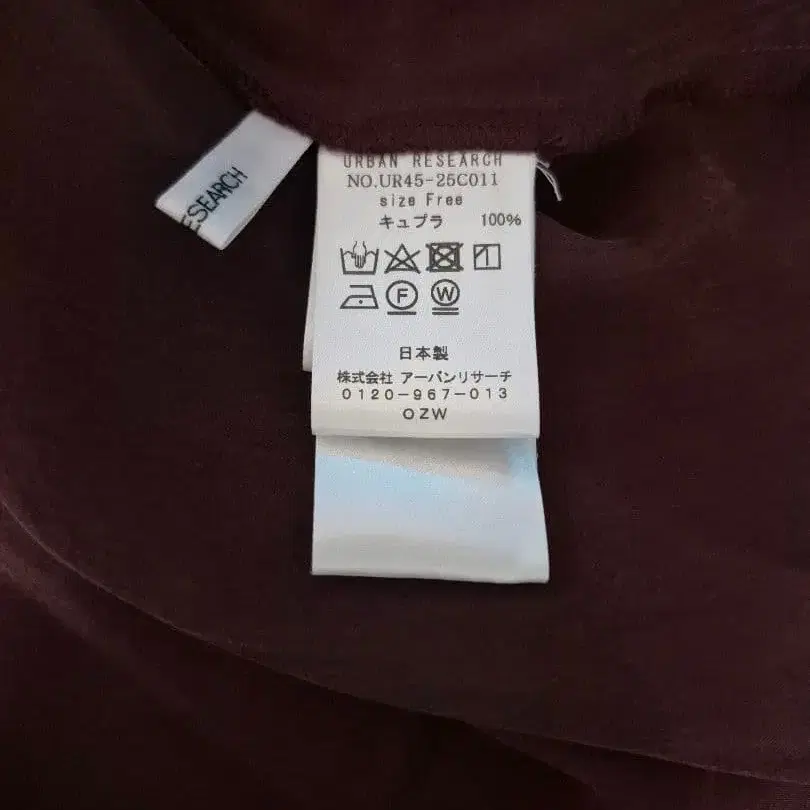 ESEARCH
URBAN RESEARCH
NO.UR45-25C011
size Free
キュプラ 100%
F W
日本製
株式会社 アーバンリサーチ
0120-967-013
OZW